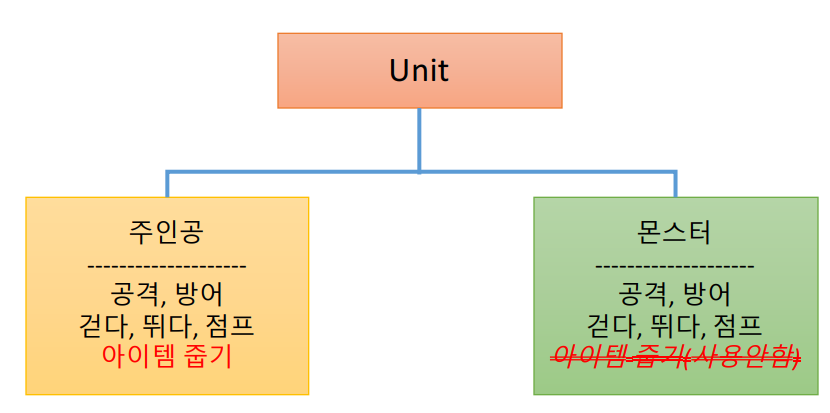 Unit
주인공
--------------------
공격, 방어
걷다, 뛰다, 점프
아이템 줍기
몬스터
--------------------
공격, 방어
걷다, 뛰다, 점프
아이템 줍기(사용안함)